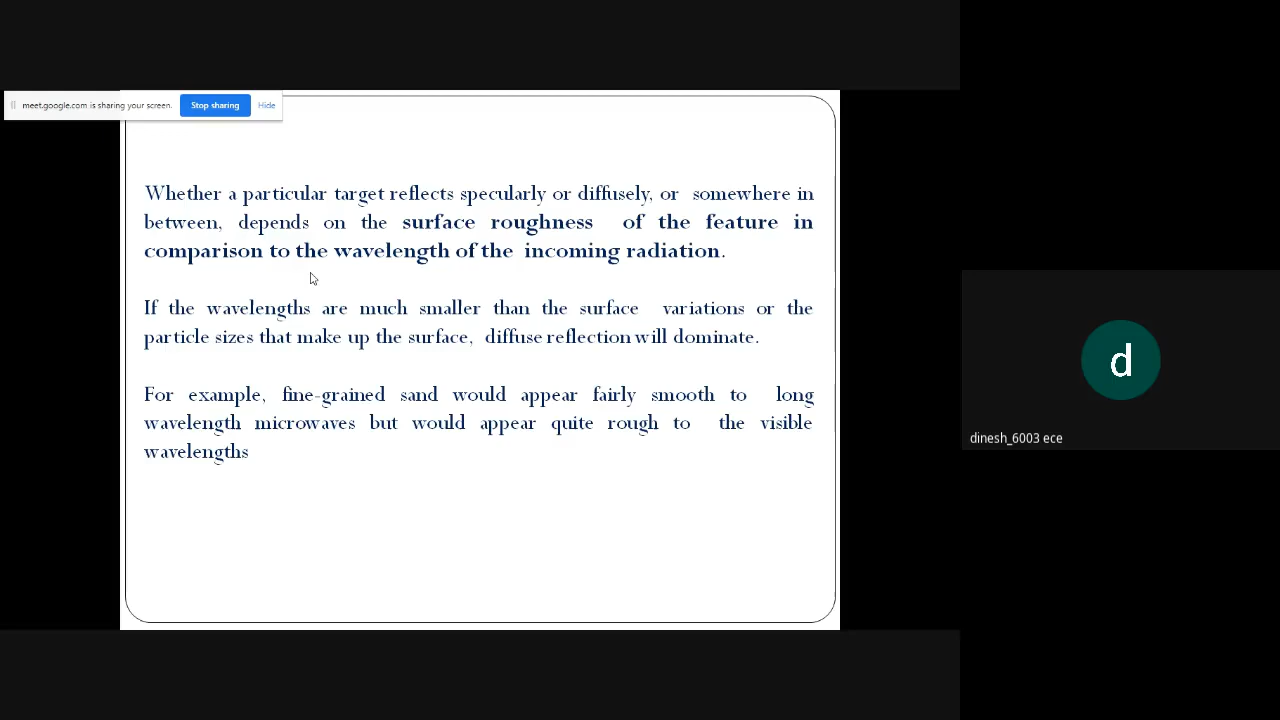 meet.google.com is sharing your screen. Stop sharing Hide
Whether a particular target reflects specularly or diffusely, or somewhere in
between, depends on the surface roughness of the feature in
comparison to the wavelength of the incoming radiation.
If the wavelengths are much smaller than the surface variations or the
particle sizes that make up the surface, diffuse reflection will dominate.
For example, fine-grained sand would appear fairly smooth to long
wavelength microwaves but would appear quite rough to the visible
wavelengths
d
dinesh_6003 ece